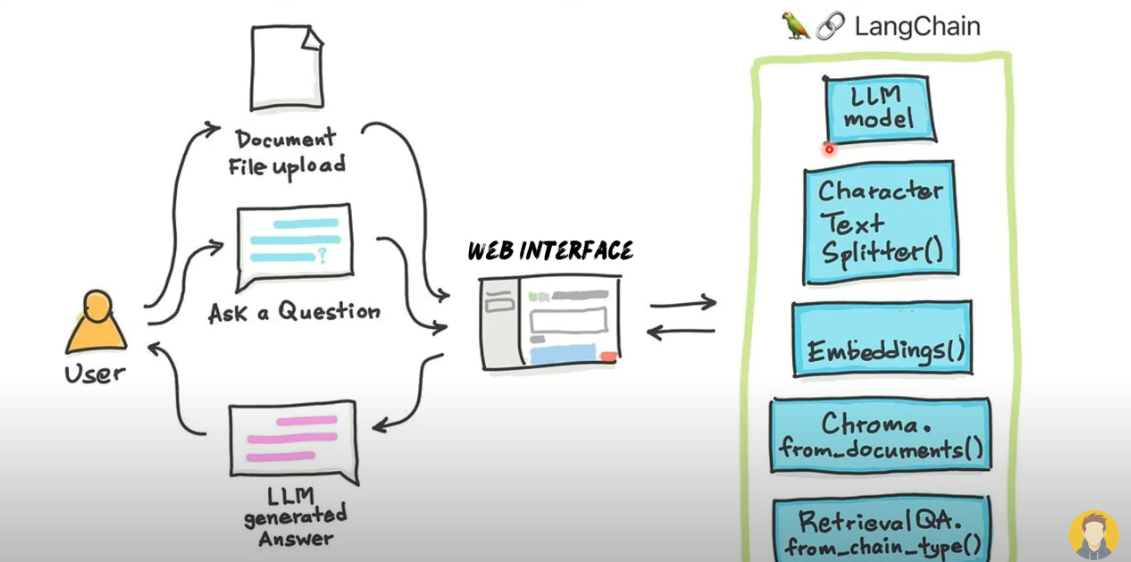 LangChain
Document
File upload
?
Ask a Question
User
LLM
generated
Answer
WEB INTERFACE
LLM
model
Character
Text
Splitter()
Embeddings()
Chroma.
from_documents()
RetrievalQA.
from_chain_type()